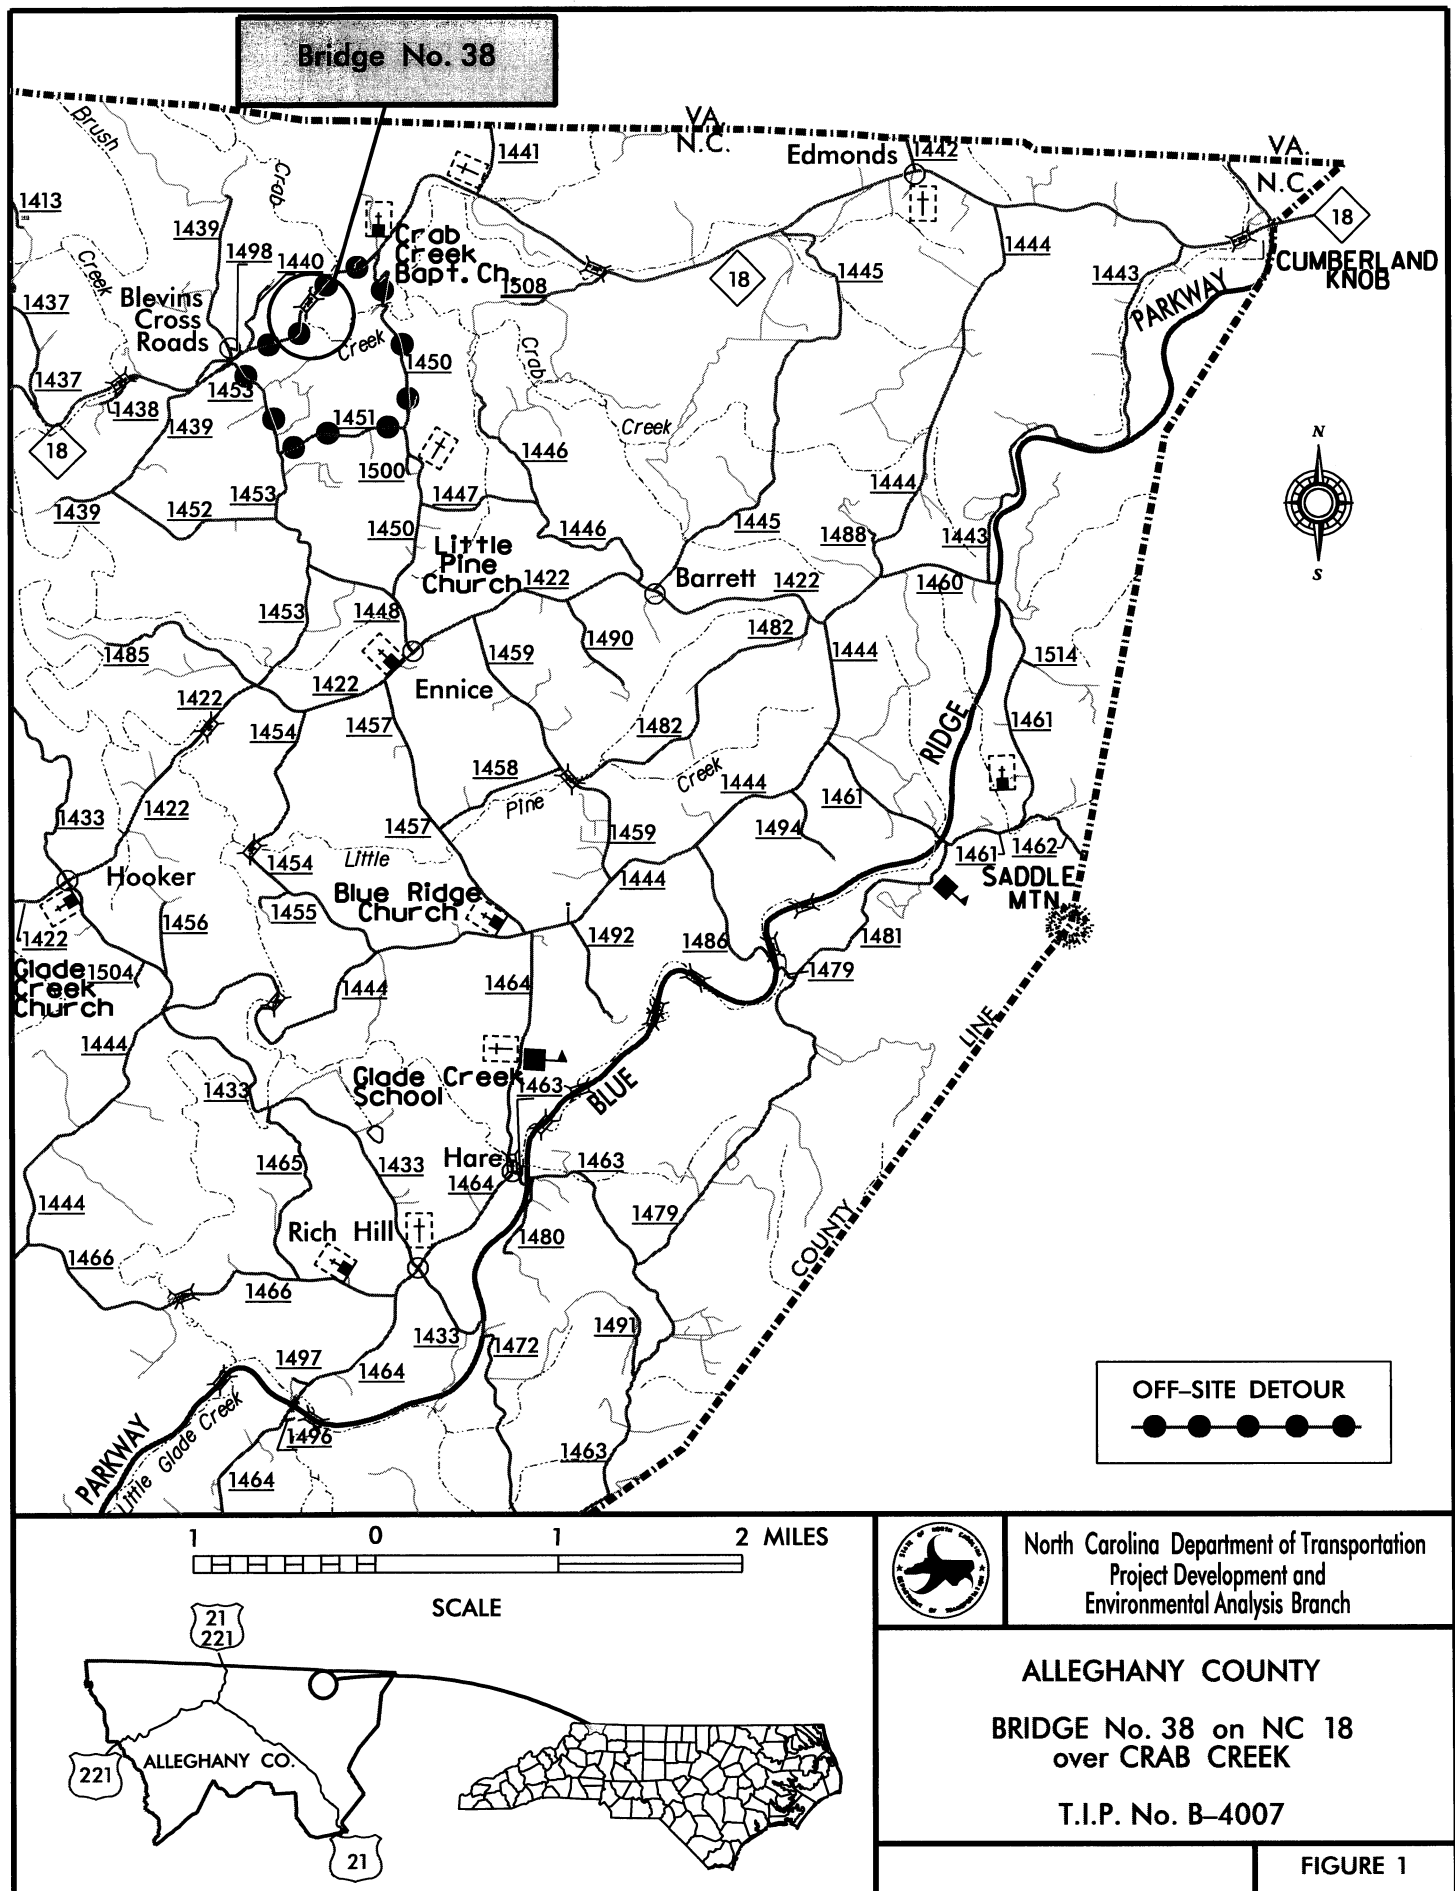 Bridge No. 38
VA.
N.C.
VA.
N.C.
Brush
Creek
Crab
Edmonds
1442
1441
1413
1439
1498
1440
18
CUMBERLAND
KNOB
Crab
Creek
Bapt. Ch.
1508
18
1445
1444
1443
PARKWAY
1437
Blevins
Cross
Roads
Creek
1450
Crab
Creek
1437
1438
1453
1439
1451
18
1500
1446
1447
1444
1439
1452
1453
1450
1446
1445
1488
1443
N
S
Little
Pine
Church
1422
Barrett
1422
1460
1453
1448
1490
1482
1444
1514
1485
1459
1422
Ennice
1422
1454
1457
1482
1461
RIDGE
1458
Pine
Creek
1444
1461
1433
1422
1457
1459
1494
1461
1462
Hooker
1454
Little
1444
SADDLE
MTN.
Blue Ridge
Church
1455
1456
1492
1486
1481
1422
Glade
Creek
Church
1504
1444
1464
1479
LINE
1444
Glade Creek
School
1463
BLUE
1433
Hare
1463
1465
1433
1464
1479
1444
Rich Hill
1480
COUNTY
1466
1466
1433
1472
1491
1497
1464
OFF–SITE DETOUR
PARKWAY
Little Glade Creek
1496
1464
1463
1 0 1 2 MILES
SCALE
North Carolina Department of Transportation
Project Development and
Environmental Analysis Branch
21
221
ALLEGHANY CO.
221
21
ALLEGHANY COUNTY
BRIDGE No. 38 on NC 18
over CRAB CREEK
T.I.P. No. B–4007
FIGURE 1